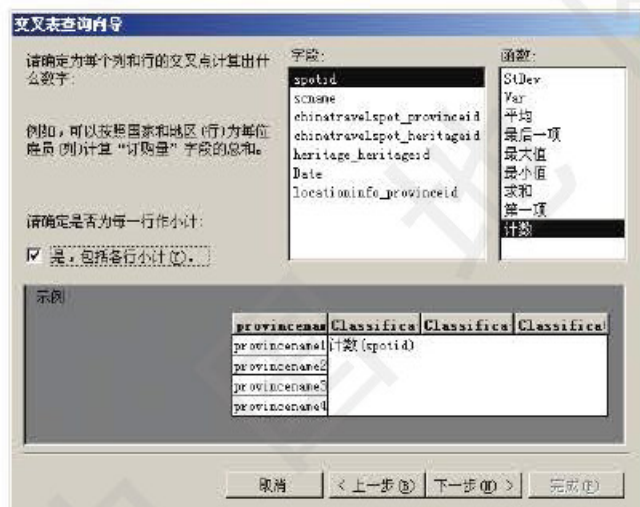 交叉表查询向导
请确定为每个列和行的交叉点计算出什
么数字:
例如，可以按照国家和地区(行)为每位
雇员(列)计算“订购量”字段的总和。
请确定是否为每一行作小计:
是，包括各行小计(Y)。
字段:
spotid
scname
chinatravelspot_provinceid
chinatravelspot_heritageid
heritage_heritageid
Date
locationinfo_provinceid
函数:
StDev
Var
平均
最后一项
最大值
最小值
求和
第一项
计数
示例
provincenam Classifica Classifica Classifica
provincename1 计数(spotid)
provincename2
provincename3
provincename4
取消 < 上一步(B) 下一步(N) > 完成(F)